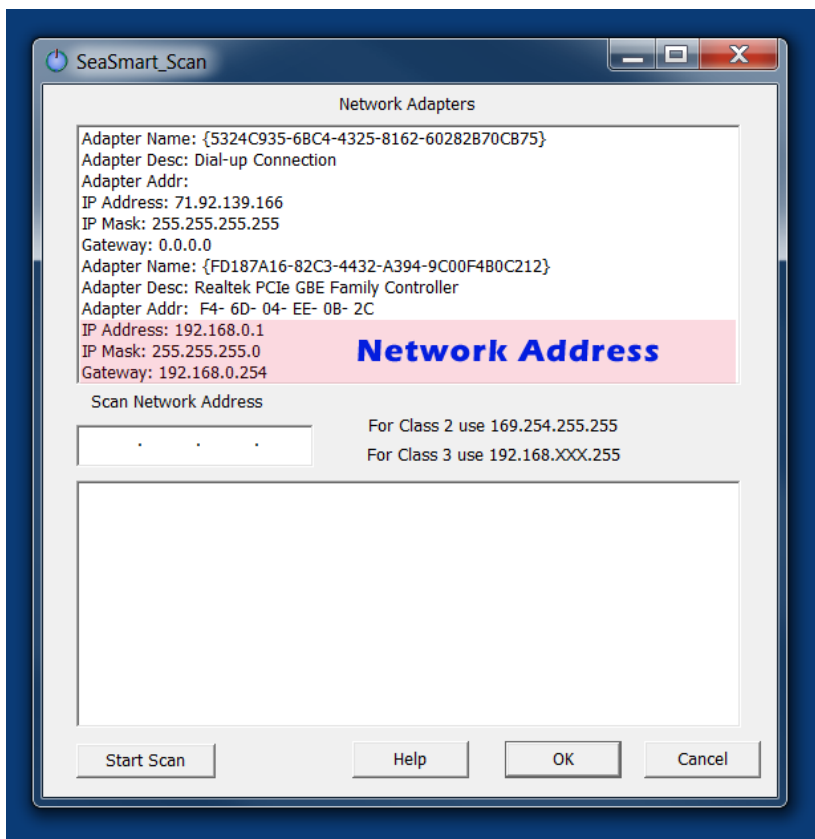 SeaSmart_Scan
Network Adapters
Adapter Name: {5324C935-6BC4-4325-8162-60282B70CB75}
Adapter Desc: Dial-up Connection
Adapter Addr:
IP Address: 71.92.139.166
IP Mask: 255.255.255.255
Gateway: 0.0.0.0
Adapter Name: {FD187A16-82C3-4432-A394-9C00F4B0C212}
Adapter Desc: Realtek PCIe GBE Family Controller
Adapter Addr: F4- 6D- 04- EE- 0B- 2C
IP Address: 192.168.0.1
IP Mask: 255.255.255.0
Gateway: 192.168.0.254
Network Address
Scan Network Address
. . .
For Class 2 use 169.254.255.255
For Class 3 use 192.168.XXX.255
Start Scan
Help
OK
Cancel